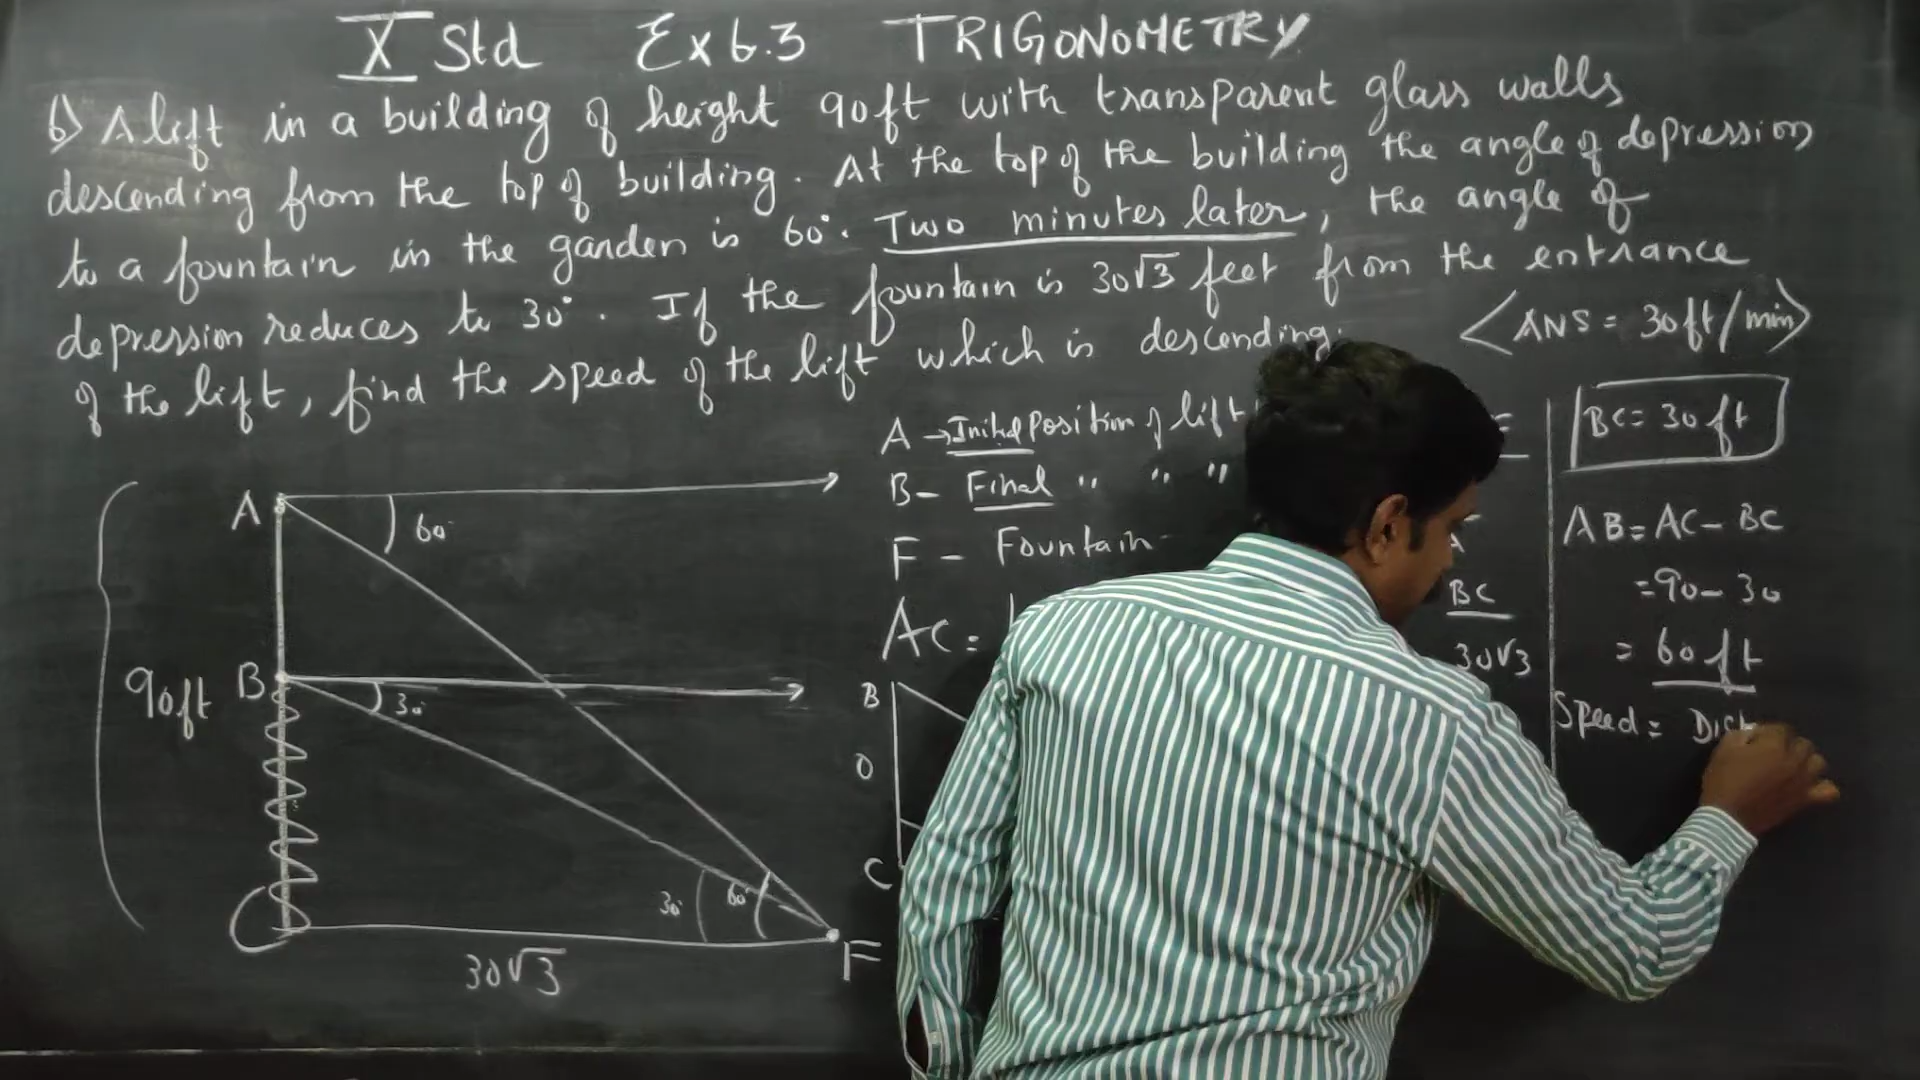 X Std Ex 6.3 TRIGONOMETRY
6) A lift in a building of height 90ft with transparent glass walls
descending from the top of building. At the top of the building the angle of depression
to a fountain in the garden is 60°. Two minutes later, the angle of
depression reduces to 30°. If the fountain is 30√3 feet from the entrance
of the lift, find the speed of the lift which is descending.
<ANS = 30ft/min>
A → Initial position of lift
B - Final " " "
F - Fountain
AC =
A
60°
B
30°
90ft
30°
60°
30√3
F
B
O
C
BC
30√3
BC = 30 ft
AB = AC - BC
= 90 - 30
= 60 ft
Speed = Dist